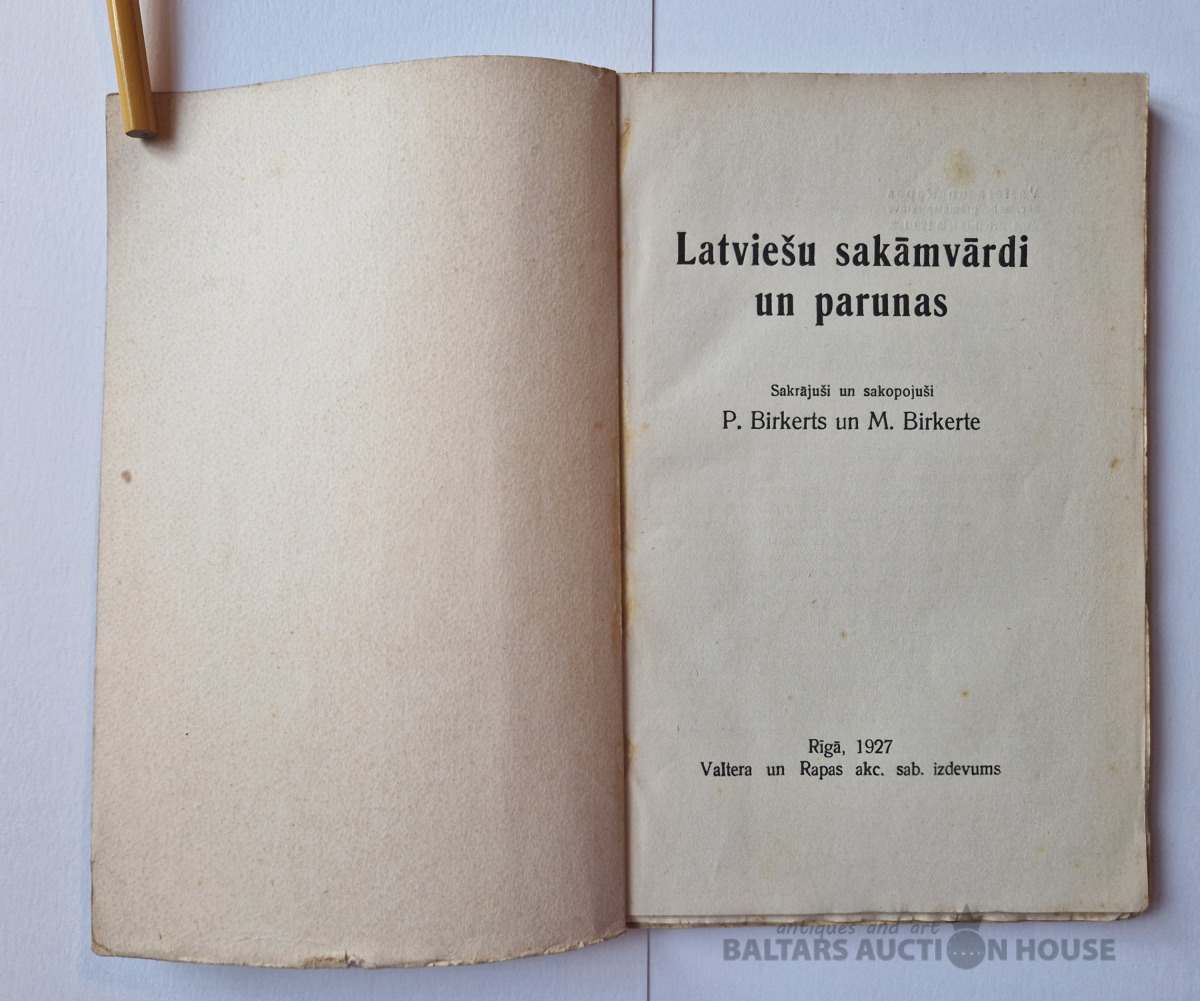 Latviešu sakāmvārdi
un parunas
Sakrājuši un sakopojuši
P. Birkerts un M. Birkerte
Rīgā, 1927
Valtera un Rapas akc. sab. izdevums
antiques and art
BALTARS AUCTION HOUSE